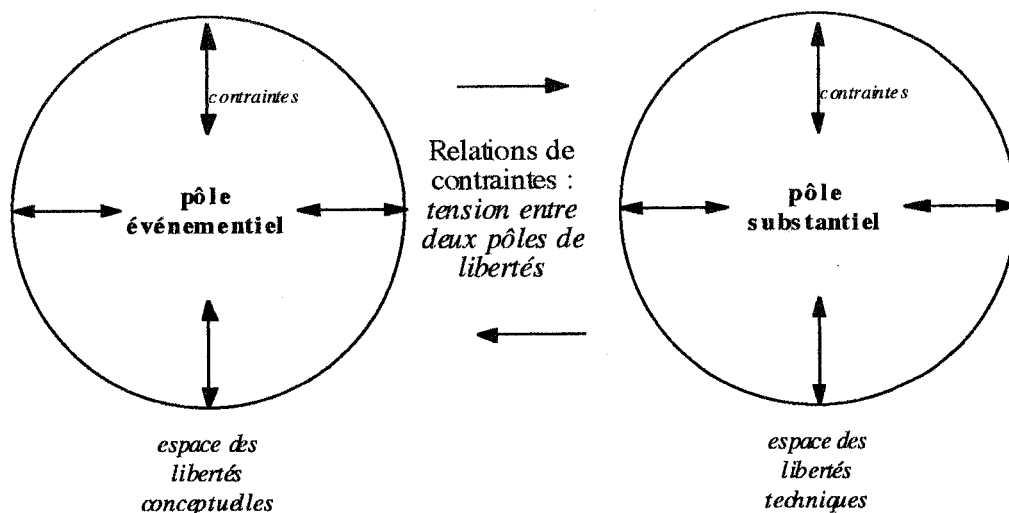 contraintes
pôle
événementiel
espace des
libertés
conceptuelles
Relations de
contraintes :
tension entre
deux pôles de
libertés
contraintes
pôle
substantiel
espace des
libertés
techniques